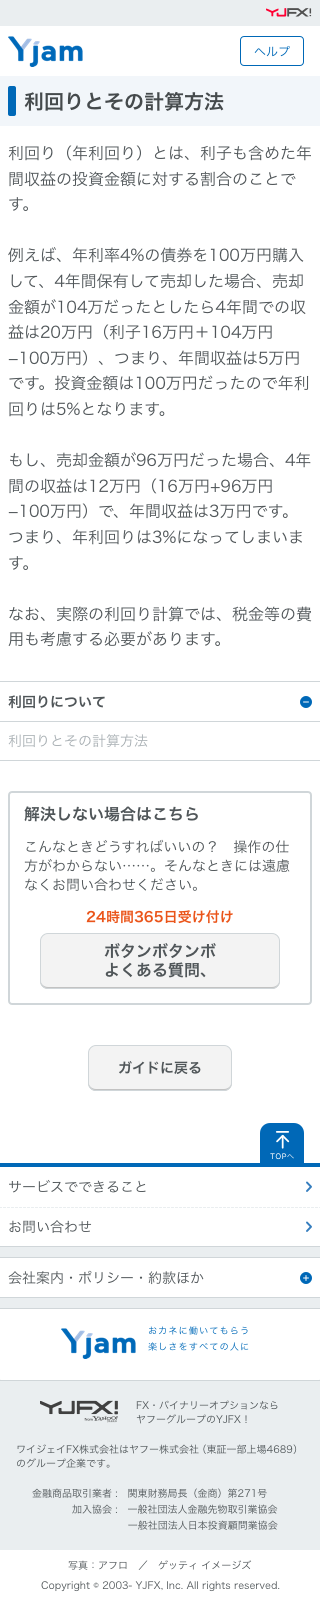 YJFX!
Yjam
ヘルプ
利回りとその計算方法
利回り（年利回り）とは、利子も含めた年
間収益の投資金額に対する割合のことで
す。
例えば、年利率4%の債券を100万円購入
して、4年間保有して売却した場合、売却
金額が104万だったとしたら4年間での収
益は20万円（利子16万円＋104万円
−100万円）、つまり、年間収益は5万円
です。投資金額は100万円だったので年利
回りは5%となります。
もし、売却金額が96万円だった場合、4年
間の収益は12万円（16万円+96万円
−100万円）で、年間収益は3万円です。
つまり、年利回りは3%になってしまいま
す。
なお、実際の利回り計算では、税金等の費
用も考慮する必要があります。
利回りについて
利回りとその計算方法
解決しない場合はこちら
こんなときどうすればいいの？　操作の仕
方がわからない……。そんなときには遠慮
なくお問い合わせください。
24時間365日受け付け
ボタンボタンボ
よくある質問、
ガイドに戻る
TOPへ
サービスでできること
お問い合わせ
会社案内・ポリシー・約款ほか
Yjam
おカネに働いてもらう
楽しさをすべての人に
YJFX!
from Yahoo! JAPAN
FX・バイナリーオプションなら
ヤフーグループのYJFX！
ワイジェイFX株式会社はヤフー株式会社（東証一部上場4689）
のグループ企業です。
金融商品取引業者： 関東財務局長（金商）第271号
加入協会： 一般社団法人金融先物取引業協会
一般社団法人日本投資顧問業協会
写真：アフロ　／　ゲッティ イメージズ
Copyright © 2003- YJFX, Inc. All rights reserved.